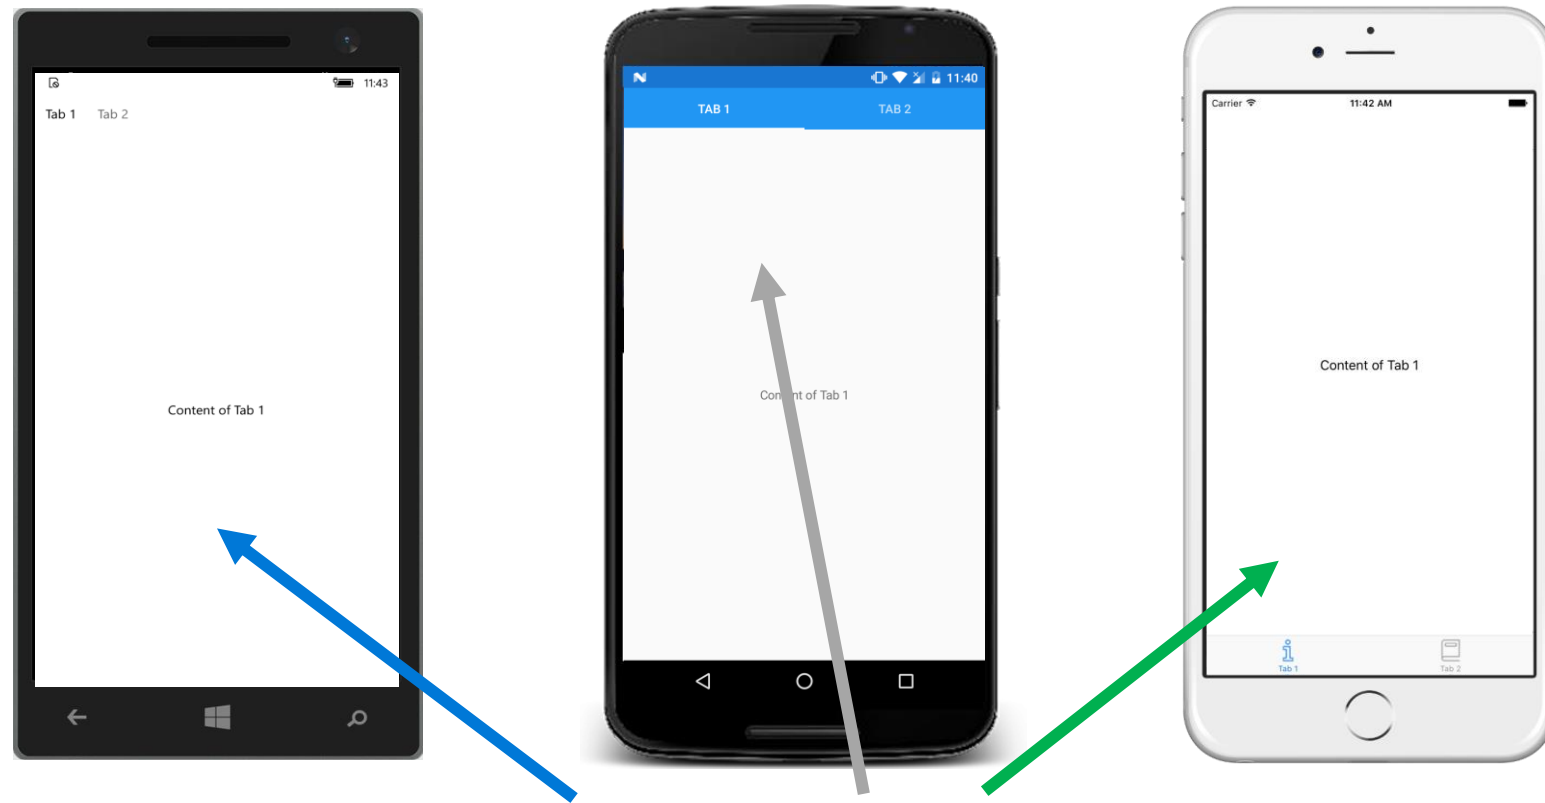 11:43
Tab 1 Tab 2
Content of Tab 1
11:40
TAB 1 TAB 2
Content of Tab 1
Carrier 11:42 AM
Content of Tab 1
Tab 1 Tab 2